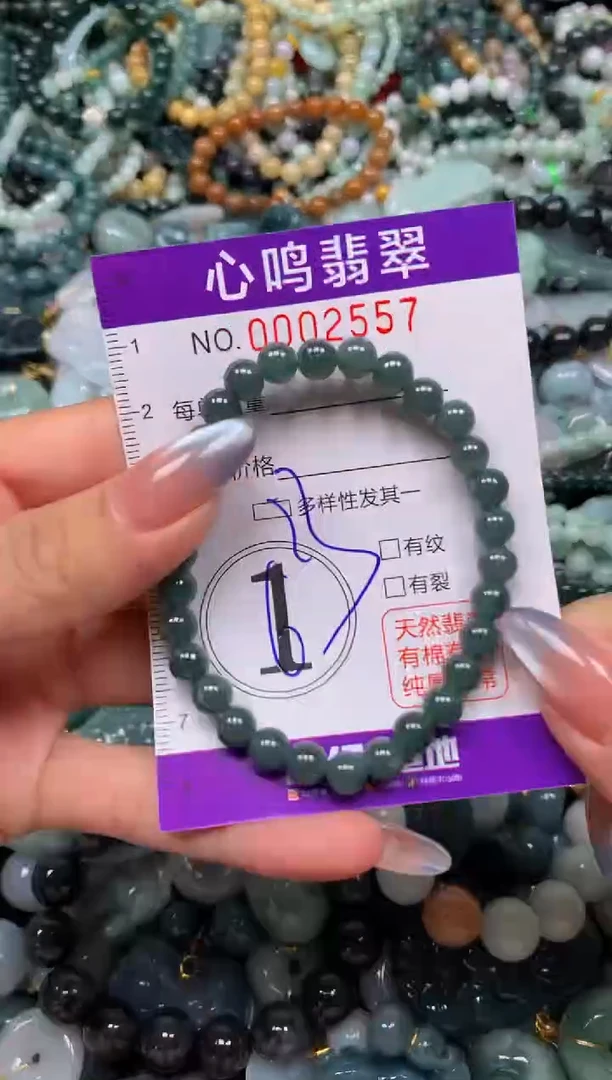 心鸣翡翠
NO. 0002557
1
2 每
价格
多样性发其一
有纹
有裂
1
天然翡
有棉
纯
7